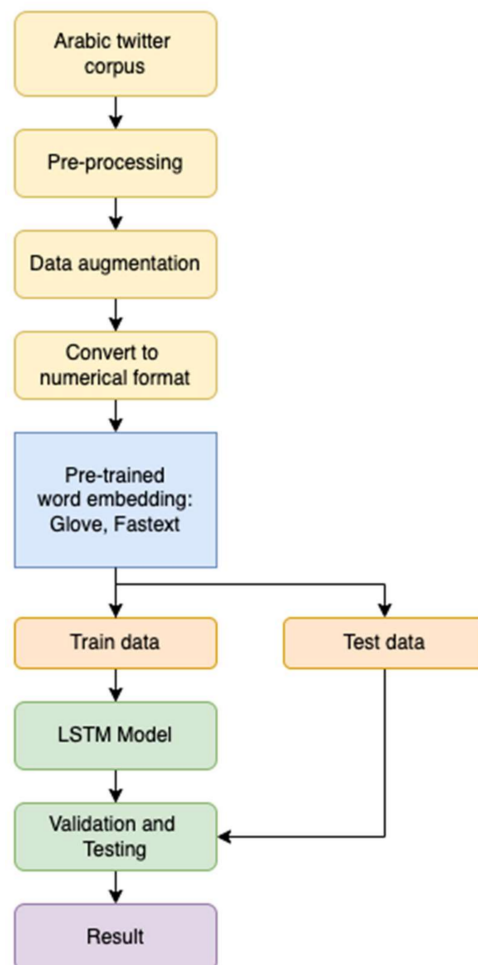 Arabic twitter
corpus
Pre-processing
Data augmentation
Convert to
numerical format
Pre-trained
word embedding:
Glove, Fastext
Train data
Test data
LSTM Model
Validation and
Testing
Result